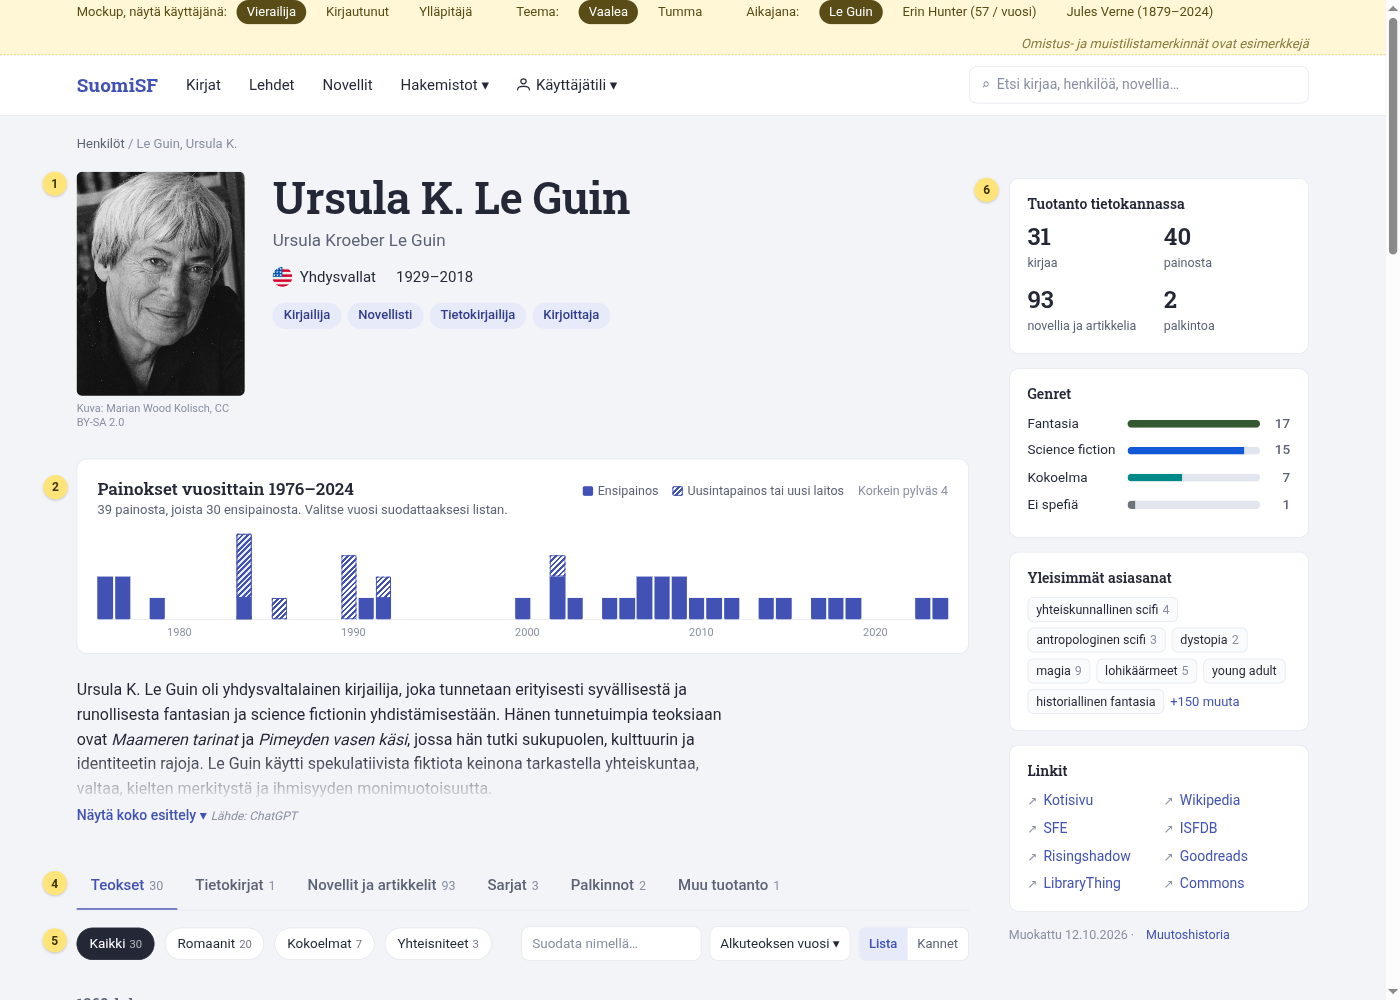 Mockup, näytä käyttäjänä: Vierailija Kirjautunut Ylläpitäjä Teema: Vaalea Tumma Aikajana: Le Guin Erin Hunter (57 / vuosi) Jules Verne (1879–2024)
Omistus- ja muistilistamerkinnät ovat esimerkkejä
SuomiSF Kirjat Lehdet Novellit Hakemistot ▾ Käyttäjätili ▾ Etsi kirjaa, henkilöä, novellia…
Henkilöt / Le Guin, Ursula K.
1
Ursula K. Le Guin
Ursula Kroeber Le Guin
Yhdysvallat 1929–2018
Kirjailija Novellisti Tietokirjailija Kirjoittaja
Kuva: Marian Wood Kolisch, CC
BY-SA 2.0
2
Painokset vuosittain 1976–2024
Ensipainos Uusintapainos tai uusi laitos Korkein pylväs 4
39 painosta, joista 30 ensipainosta. Valitse vuosi suodattaaksesi listan.
1980 1990 2000 2010 2020
Ursula K. Le Guin oli yhdysvaltalainen kirjailija, joka tunnetaan erityisesti syvällisestä ja
runollisesta fantasian ja science fictionin yhdistämisestään. Hänen tunnetuimpia teoksiaan
ovat Maameren tarinat ja Pimeyden vasen käsi, jossa hän tutki sukupuolen, kulttuurin ja
identiteetin rajoja. Le Guin käytti spekulatiivista fiktiota keinona tarkastella yhteiskuntaa,
valtaa, kielten merkitystä ja ihmisyyden monimuotoisuutta.
Näytä koko esittely ▾ Lähde: ChatGPT
4
Teokset 30 Tietokirjat 1 Novellit ja artikkelit 93 Sarjat 3 Palkinnot 2 Muu tuotanto 1
5
Kaikki 30 Romaanit 20 Kokoelmat 7 Yhteisniteet 3 Suodata nimellä… Alkuteoksen vuosi ▾ Lista Kannet
6
Tuotanto tietokannassa
31 40
kirjaa painosta
93 2
novellia ja artikkelia palkintoa
Genret
Fantasia 17
Science fiction 15
Kokoelma 7
Ei spefiä 1
Yleisimmät asiasanat
yhteiskunnallinen scifi 4
antropologinen scifi 3 dystopia 2
magia 9 lohikäärmeet 5 young adult
historiallinen fantasia +150 muuta
Linkit
↗ Kotisivu ↗ Wikipedia
↗ SFE ↗ ISFDB
↗ Risingshadow ↗ Goodreads
↗ LibraryThing ↗ Commons
Muokattu 12.10.2026 · Muutoshistoria